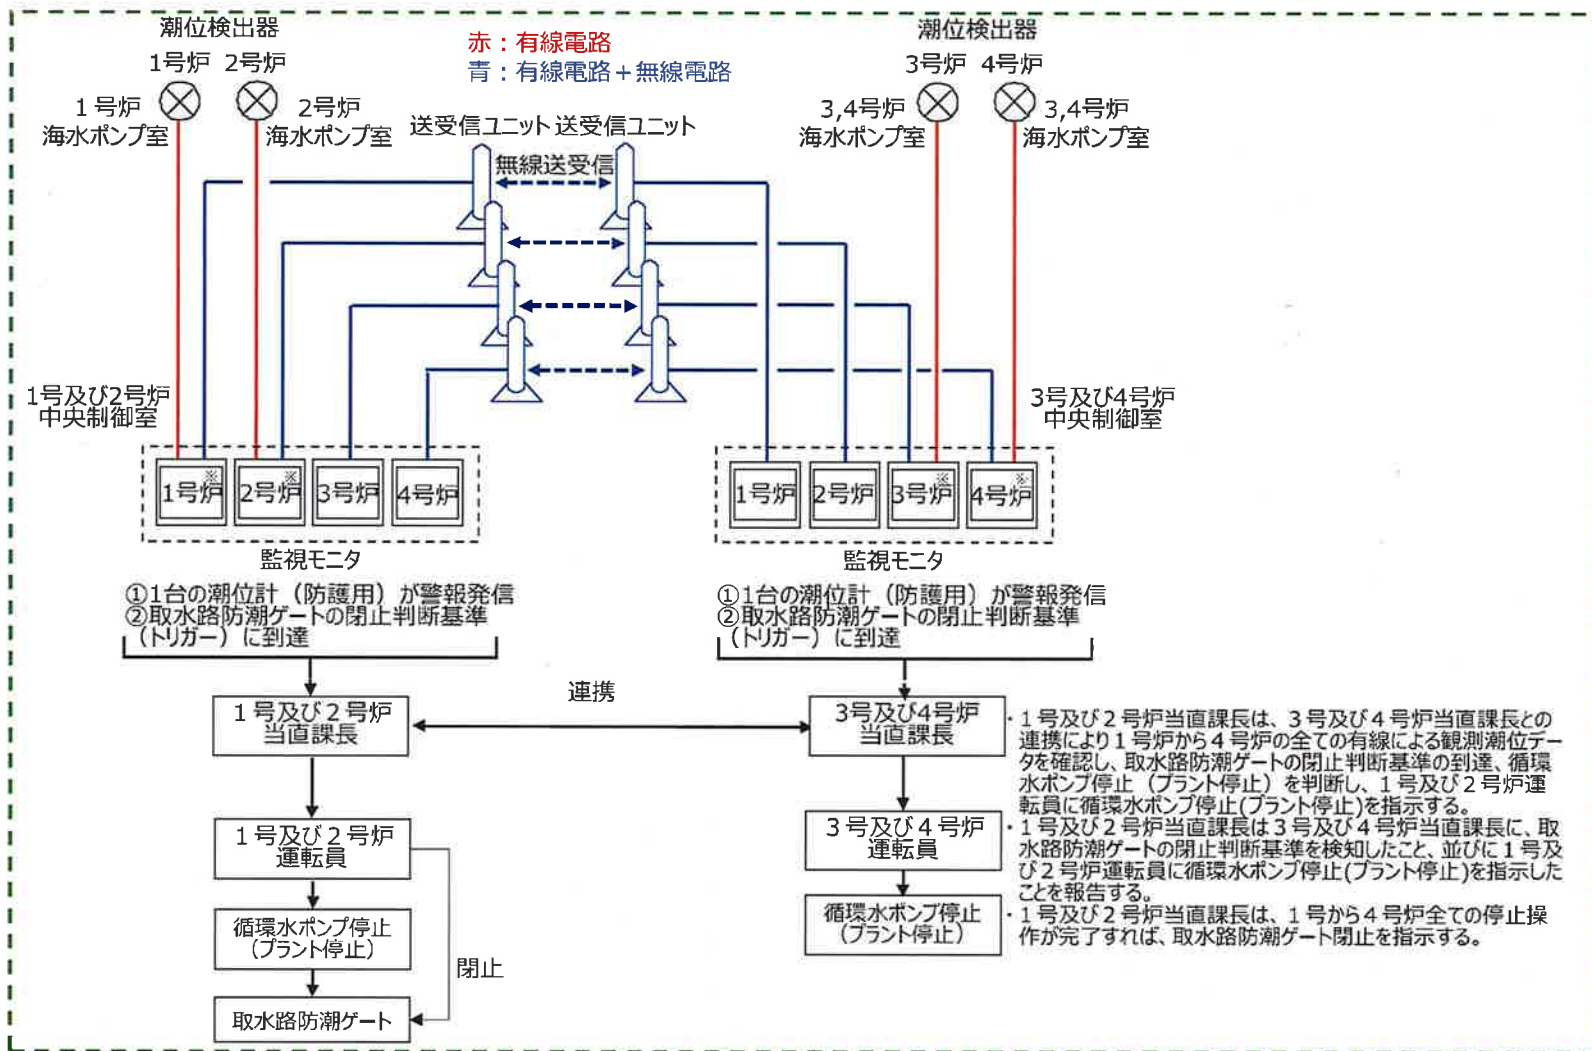 潮位検出器
1号炉 2号炉
1号炉
海水ポンプ室
2号炉
海水ポンプ室
赤：有線電路
青：有線電路＋無線電路
送受信ユニット 送受信ユニット
無線送受信
潮位検出器
3号炉 4号炉
3,4号炉
海水ポンプ室
3,4号炉
海水ポンプ室
1号及び2号炉
中央制御室
3号及び4号炉
中央制御室
1号炉※ 2号炉※ 3号炉 4号炉
監視モニタ
1号炉 2号炉 3号炉※ 4号炉※
監視モニタ
①1台の潮位計（防護用）が警報発信
②取水路防潮ゲートの閉止判断基準
（トリガー）に到達
①1台の潮位計（防護用）が警報発信
②取水路防潮ゲートの閉止判断基準
（トリガー）に到達
連携
1号及び2号炉
当直課長
3号及び4号炉
当直課長
1号及び2号炉
運転員
3号及び4号炉
運転員
循環水ポンプ停止
(プラント停止)
循環水ポンプ停止
(プラント停止)
閉止
取水路防潮ゲート
・1号及び2号炉当直課長は、3号及び4号炉当直課長との
連携により1号炉から4号炉の全ての有線による観測潮位デー
タを確認し、取水路防潮ゲートの閉止判断基準の到達、循環
水ポンプ停止（プラント停止）を判断し、1号及び2号炉運
転員に循環水ポンプ停止(プラント停止)を指示する。
・1号及び2号炉当直課長は3号及び4号炉当直課長に、取
水路防潮ゲートの閉止判断基準を検知したこと、並びに1号及
び2号炉運転員に循環水ポンプ停止(プラント停止)を指示した
ことを報告する。
・1号及び2号炉当直課長は、1号から4号炉全ての停止操
作が完了すれば、取水路防潮ゲート閉止を指示する。